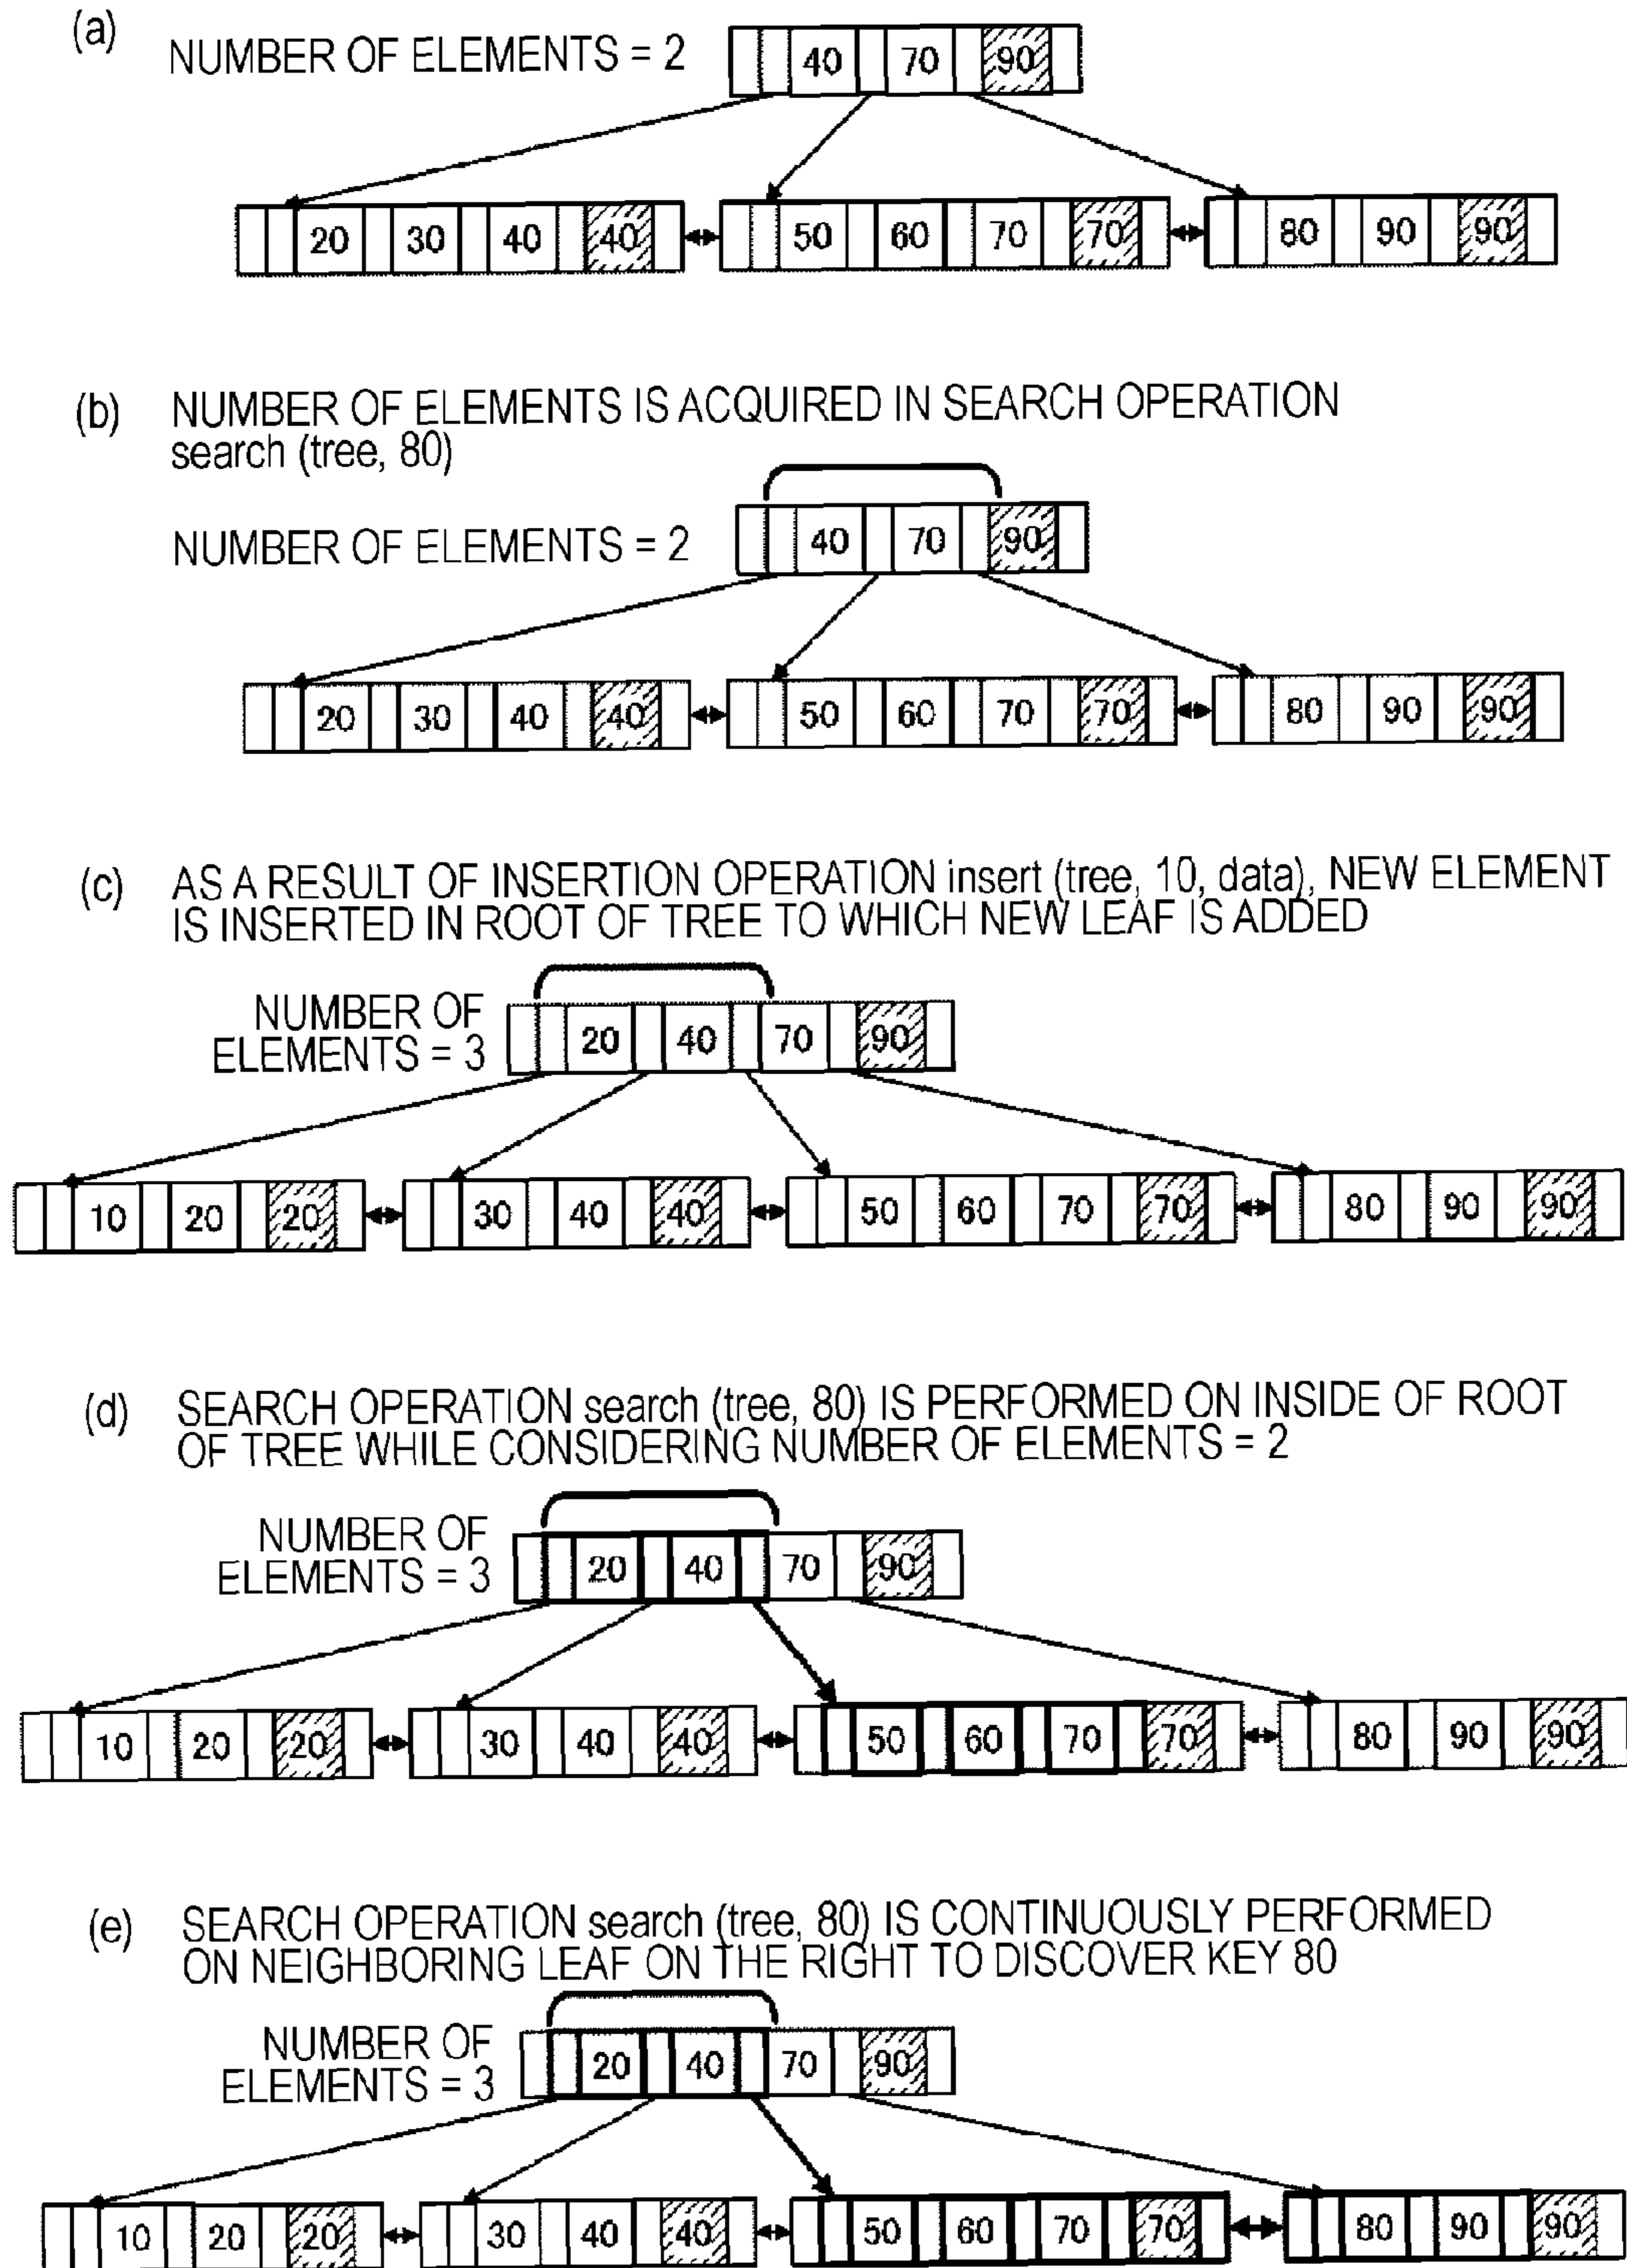 (a)
NUMBER OF ELEMENTS = 2
40 70 90
20 30 40 40 50 60 70 70 80 90 90
(b) NUMBER OF ELEMENTS IS ACQUIRED IN SEARCH OPERATION
search (tree, 80)
NUMBER OF ELEMENTS = 2
40 70 90
20 30 40 40 50 60 70 70 80 90 90
(c) AS A RESULT OF INSERTION OPERATION insert (tree, 10, data), NEW ELEMENT
IS INSERTED IN ROOT OF TREE TO WHICH NEW LEAF IS ADDED
NUMBER OF
ELEMENTS = 3
20 40 70 90
10 20 20 30 40 40 50 60 70 70 80 90 90
(d) SEARCH OPERATION search (tree, 80) IS PERFORMED ON INSIDE OF ROOT
OF TREE WHILE CONSIDERING NUMBER OF ELEMENTS = 2
NUMBER OF
ELEMENTS = 3
20 40 70 90
10 20 20 30 40 40 50 60 70 70 80 90 90
(e) SEARCH OPERATION search (tree, 80) IS CONTINUOUSLY PERFORMED
ON NEIGHBORING LEAF ON THE RIGHT TO DISCOVER KEY 80
NUMBER OF
ELEMENTS = 3
20 40 70 90
10 20 20 30 40 40 50 60 70 70 80 90 90